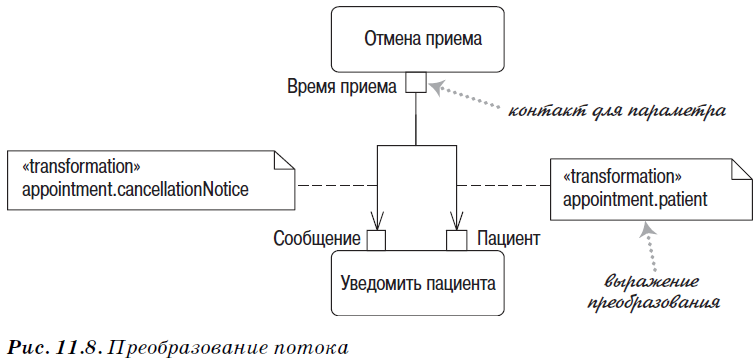 Отмена приема
Время приема
контакт для параметра
«transformation»
appointment.cancellationNotice
«transformation»
appointment.patient
Сообщение
Пациент
Уведомить пациента
выражение
преобразования
Рис. 11.8. Преобразование потока